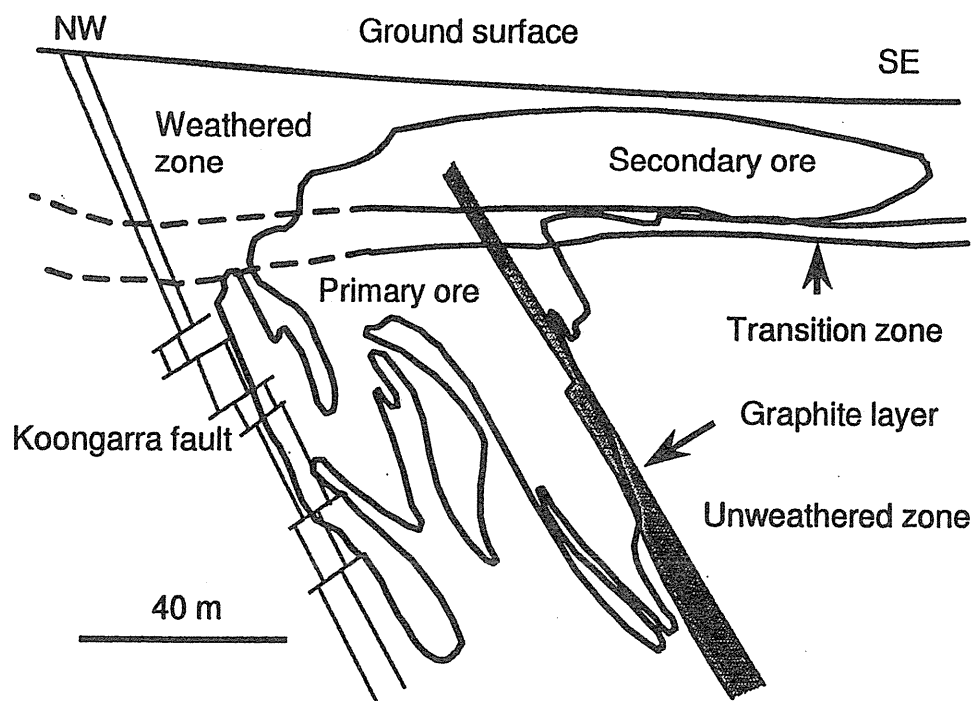 NW
Ground surface
SE
Weathered
zone
Secondary ore
Primary ore
Transition zone
Koongarra fault
Graphite layer
Unweathered zone
40 m